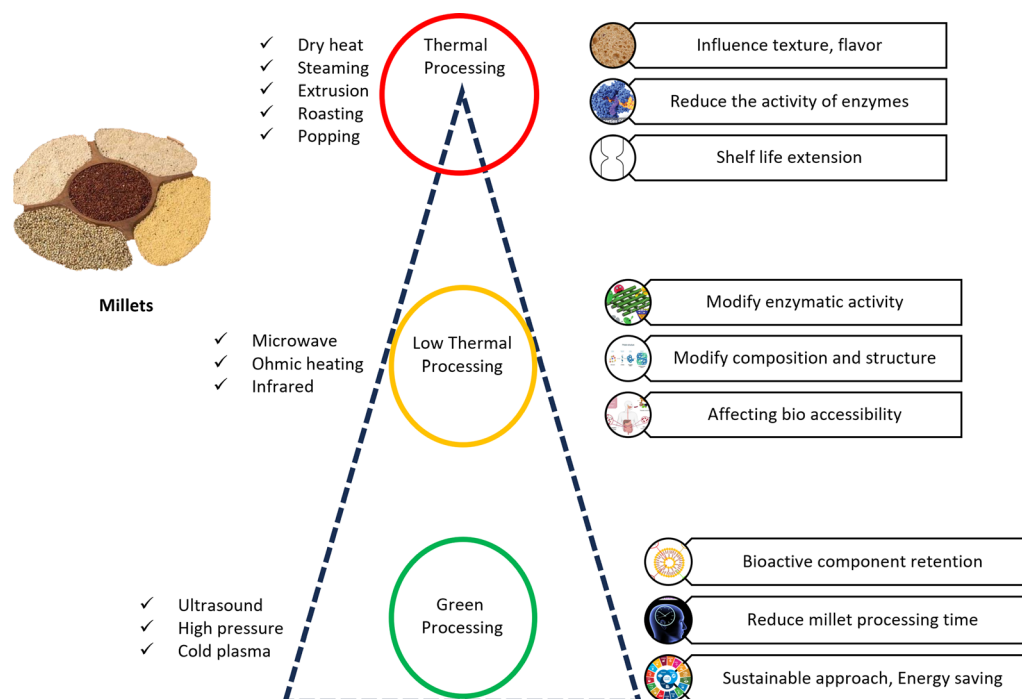 Dry heat
Steaming
Extrusion
Roasting
Popping
Thermal
Processing
Influence texture, flavor
Reduce the activity of enzymes
Shelf life extension
Millets
Microwave
Ohmic heating
Infrared
Low Thermal
Processing
Modify enzymatic activity
Modify composition and structure
Affecting bio accessibility
Ultrasound
High pressure
Cold plasma
Green
Processing
Bioactive component retention
Reduce millet processing time
Sustainable approach, Energy saving